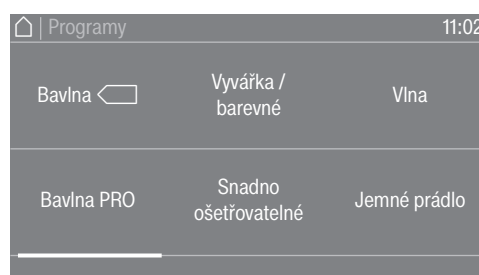 Programy 11:02
Bavlna
Vyvářka /
barevné
Vlna
Bavlna PRO
Snadno
ošetřovatelné
Jemné prádlo